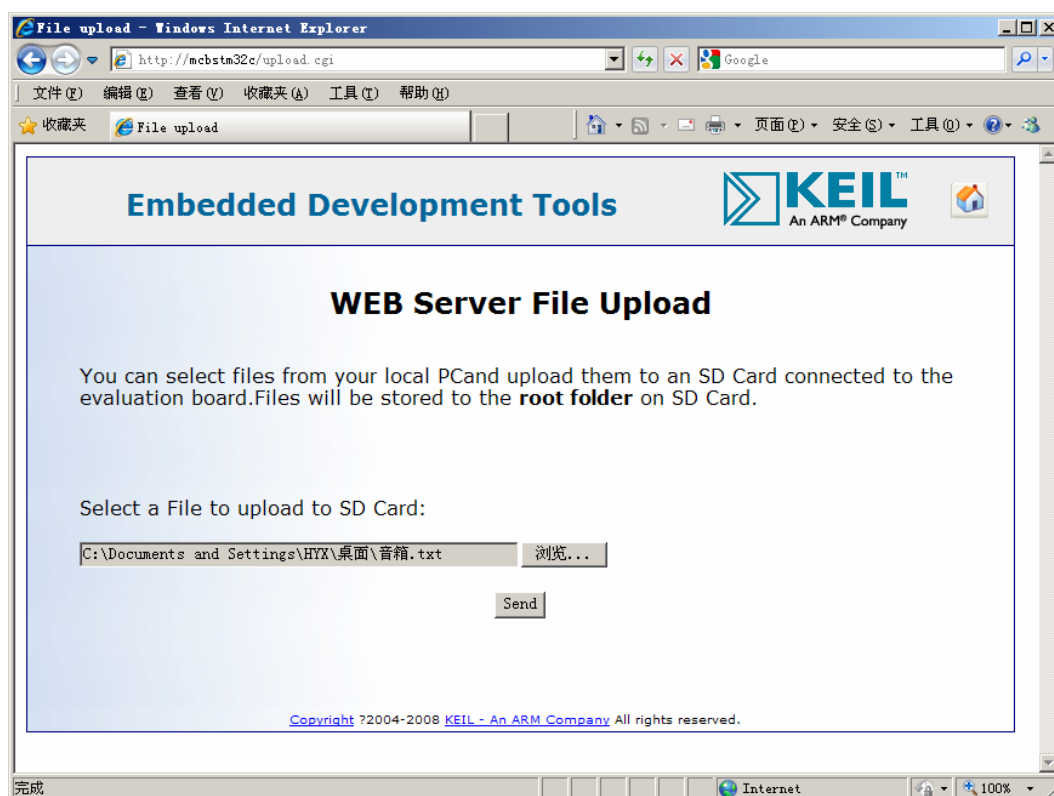 File upload - Windows Internet Explorer
http://mcbstm32c/upload.cgi
Google
文件(F) 编辑(E) 查看(V) 收藏夹(A) 工具(T) 帮助(H)
收藏夹 File upload 页面(P) 安全(S) 工具(O)
Embedded Development Tools
KEIL™
An ARM® Company
WEB Server File Upload
You can select files from your local PCand upload them to an SD Card connected to the
evaluation board.Files will be stored to the root folder on SD Card.
Select a File to upload to SD Card:
C:\Documents and Settings\HYX\桌面\音箱.txt 浏览...
Send
Copyright ?2004-2008 KEIL - An ARM Company All rights reserved.
完成 Internet 100%